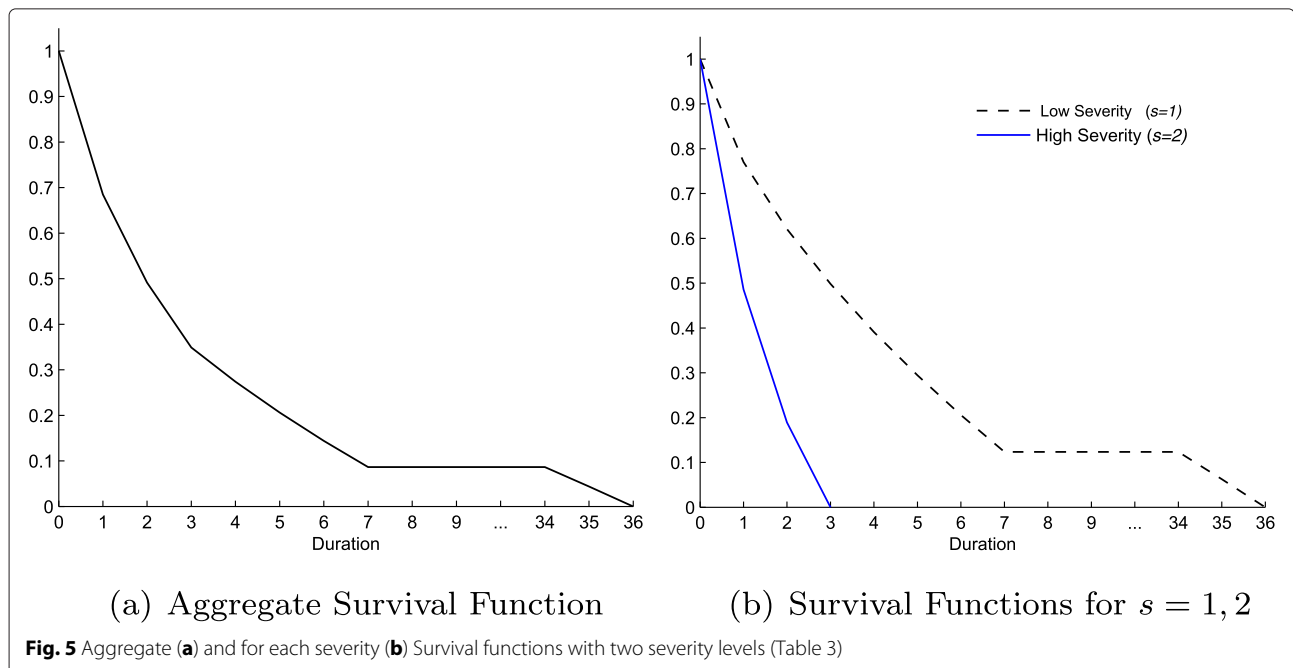 1
0.9
0.8
0.7
0.6
0.5
0.4
0.3
0.2
0.1
0
0 1 2 3 4 5 6 7 8 9 ... 34 35 36
Duration
(a) Aggregate Survival Function
1
0.9
0.8
0.7
0.6
0.5
0.4
0.3
0.2
0.1
0
Low Severity (s=1)
High Severity (s=2)
0 1 2 3 4 5 6 7 8 9 ... 34 35 36
Duration
(b) Survival Functions for s = 1, 2
Fig. 5 Aggregate (a) and for each severity (b) Survival functions with two severity levels (Table 3)